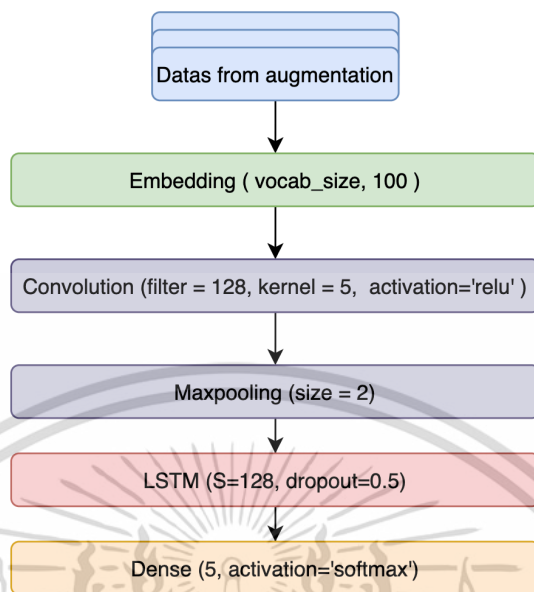 Datas from augmentation
Embedding ( vocab_size, 100 )
Convolution (filter = 128, kernel = 5, activation='relu' )
Maxpooling (size = 2)
LSTM (S=128, dropout=0.5)
Dense (5, activation='softmax')